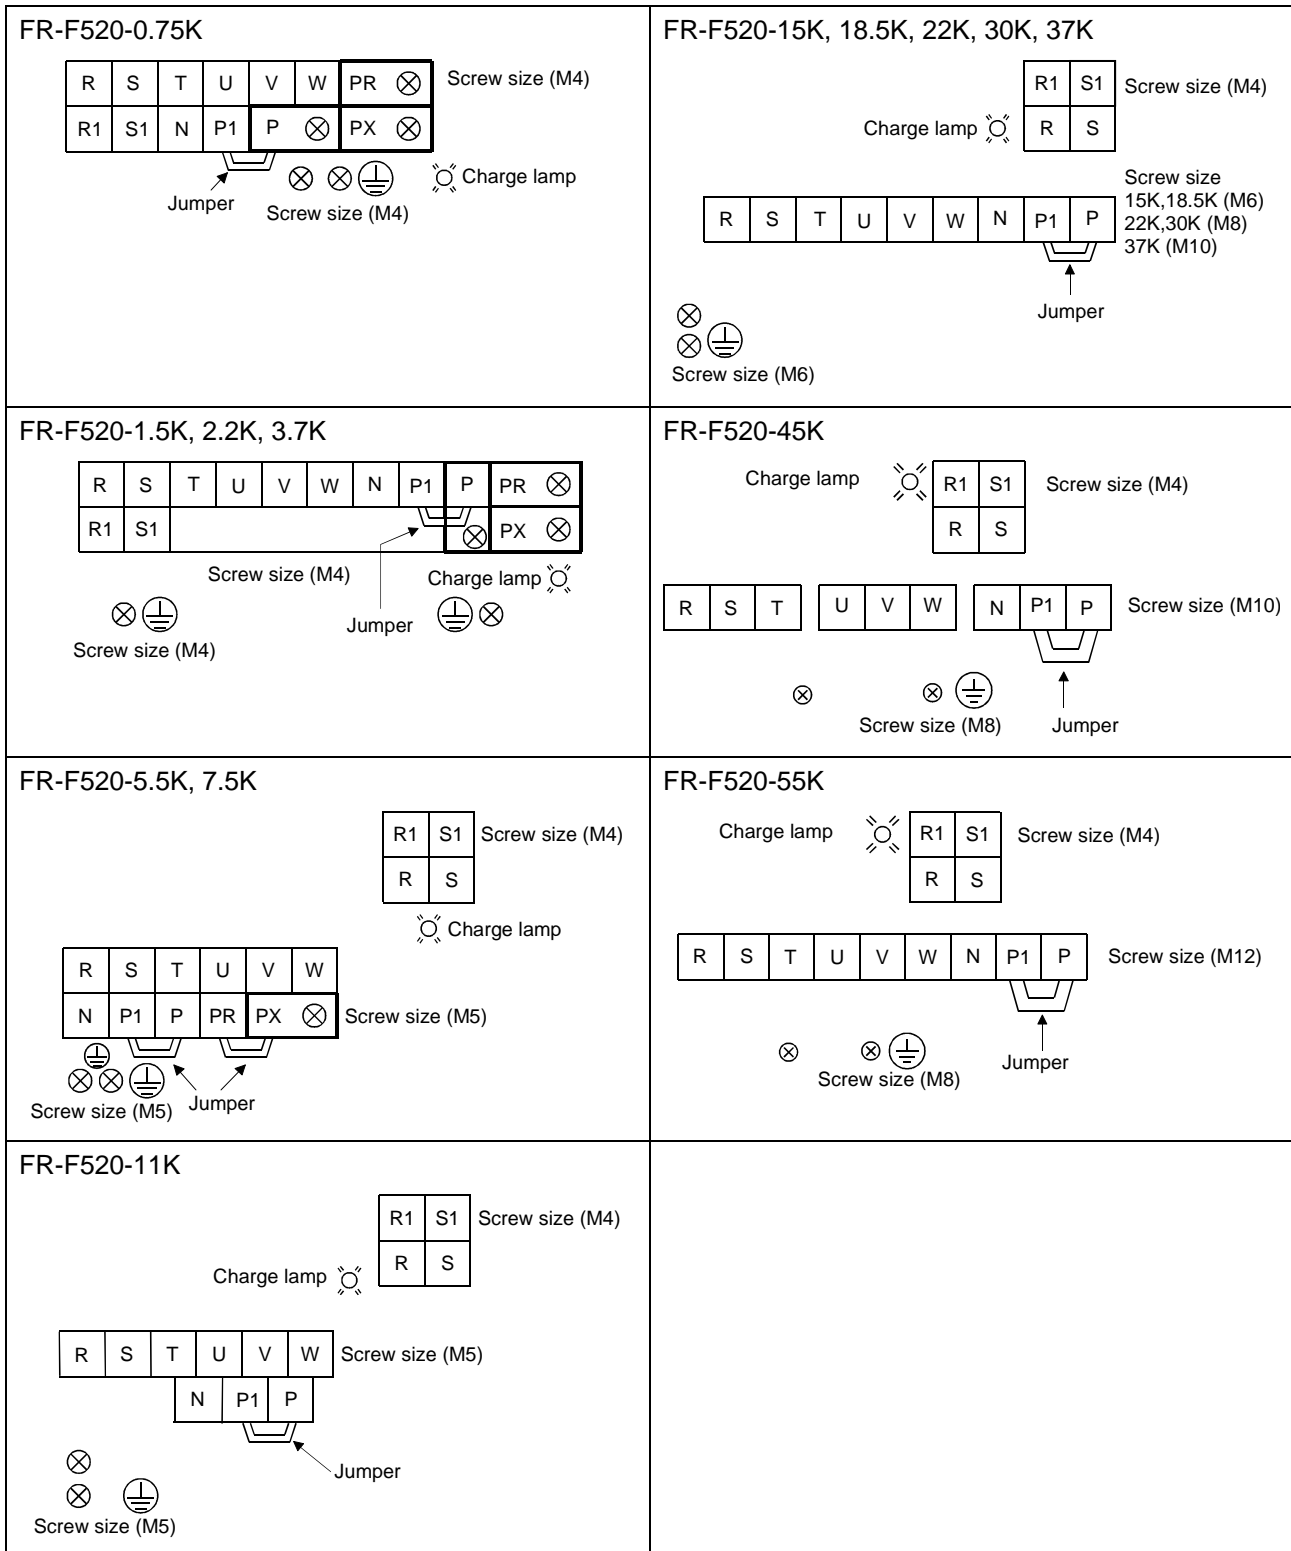 FR-F520-0.75K
R S T U V W PR
Screw size (M4)
R1 S1 N P1 P PX
Jumper
Screw size (M4)
Charge lamp
FR-F520-15K, 18.5K, 22K, 30K, 37K
R1 S1
Screw size (M4)
Charge lamp
R S
R S T U V W N P1 P
Screw size
15K,18.5K (M6)
22K,30K (M8)
37K (M10)
Jumper
Screw size (M6)
FR-F520-1.5K, 2.2K, 3.7K
R S T U V W N P1 P PR
R1 S1 PX
Screw size (M4)
Charge lamp
Jumper
Screw size (M4)
FR-F520-45K
Charge lamp
R1 S1
Screw size (M4)
R S
R S T U V W N P1 P
Screw size (M10)
Screw size (M8)
Jumper
FR-F520-5.5K, 7.5K
R1 S1
Screw size (M4)
R S
Charge lamp
R S T U V W
N P1 P PR PX
Screw size (M5)
Screw size (M5)
Jumper
FR-F520-55K
Charge lamp
R1 S1
Screw size (M4)
R S
R S T U V W N P1 P
Screw size (M12)
Screw size (M8)
Jumper
FR-F520-11K
R1 S1
Screw size (M4)
Charge lamp
R S
R S T U V W
Screw size (M5)
N P1 P
Jumper
Screw size (M5)